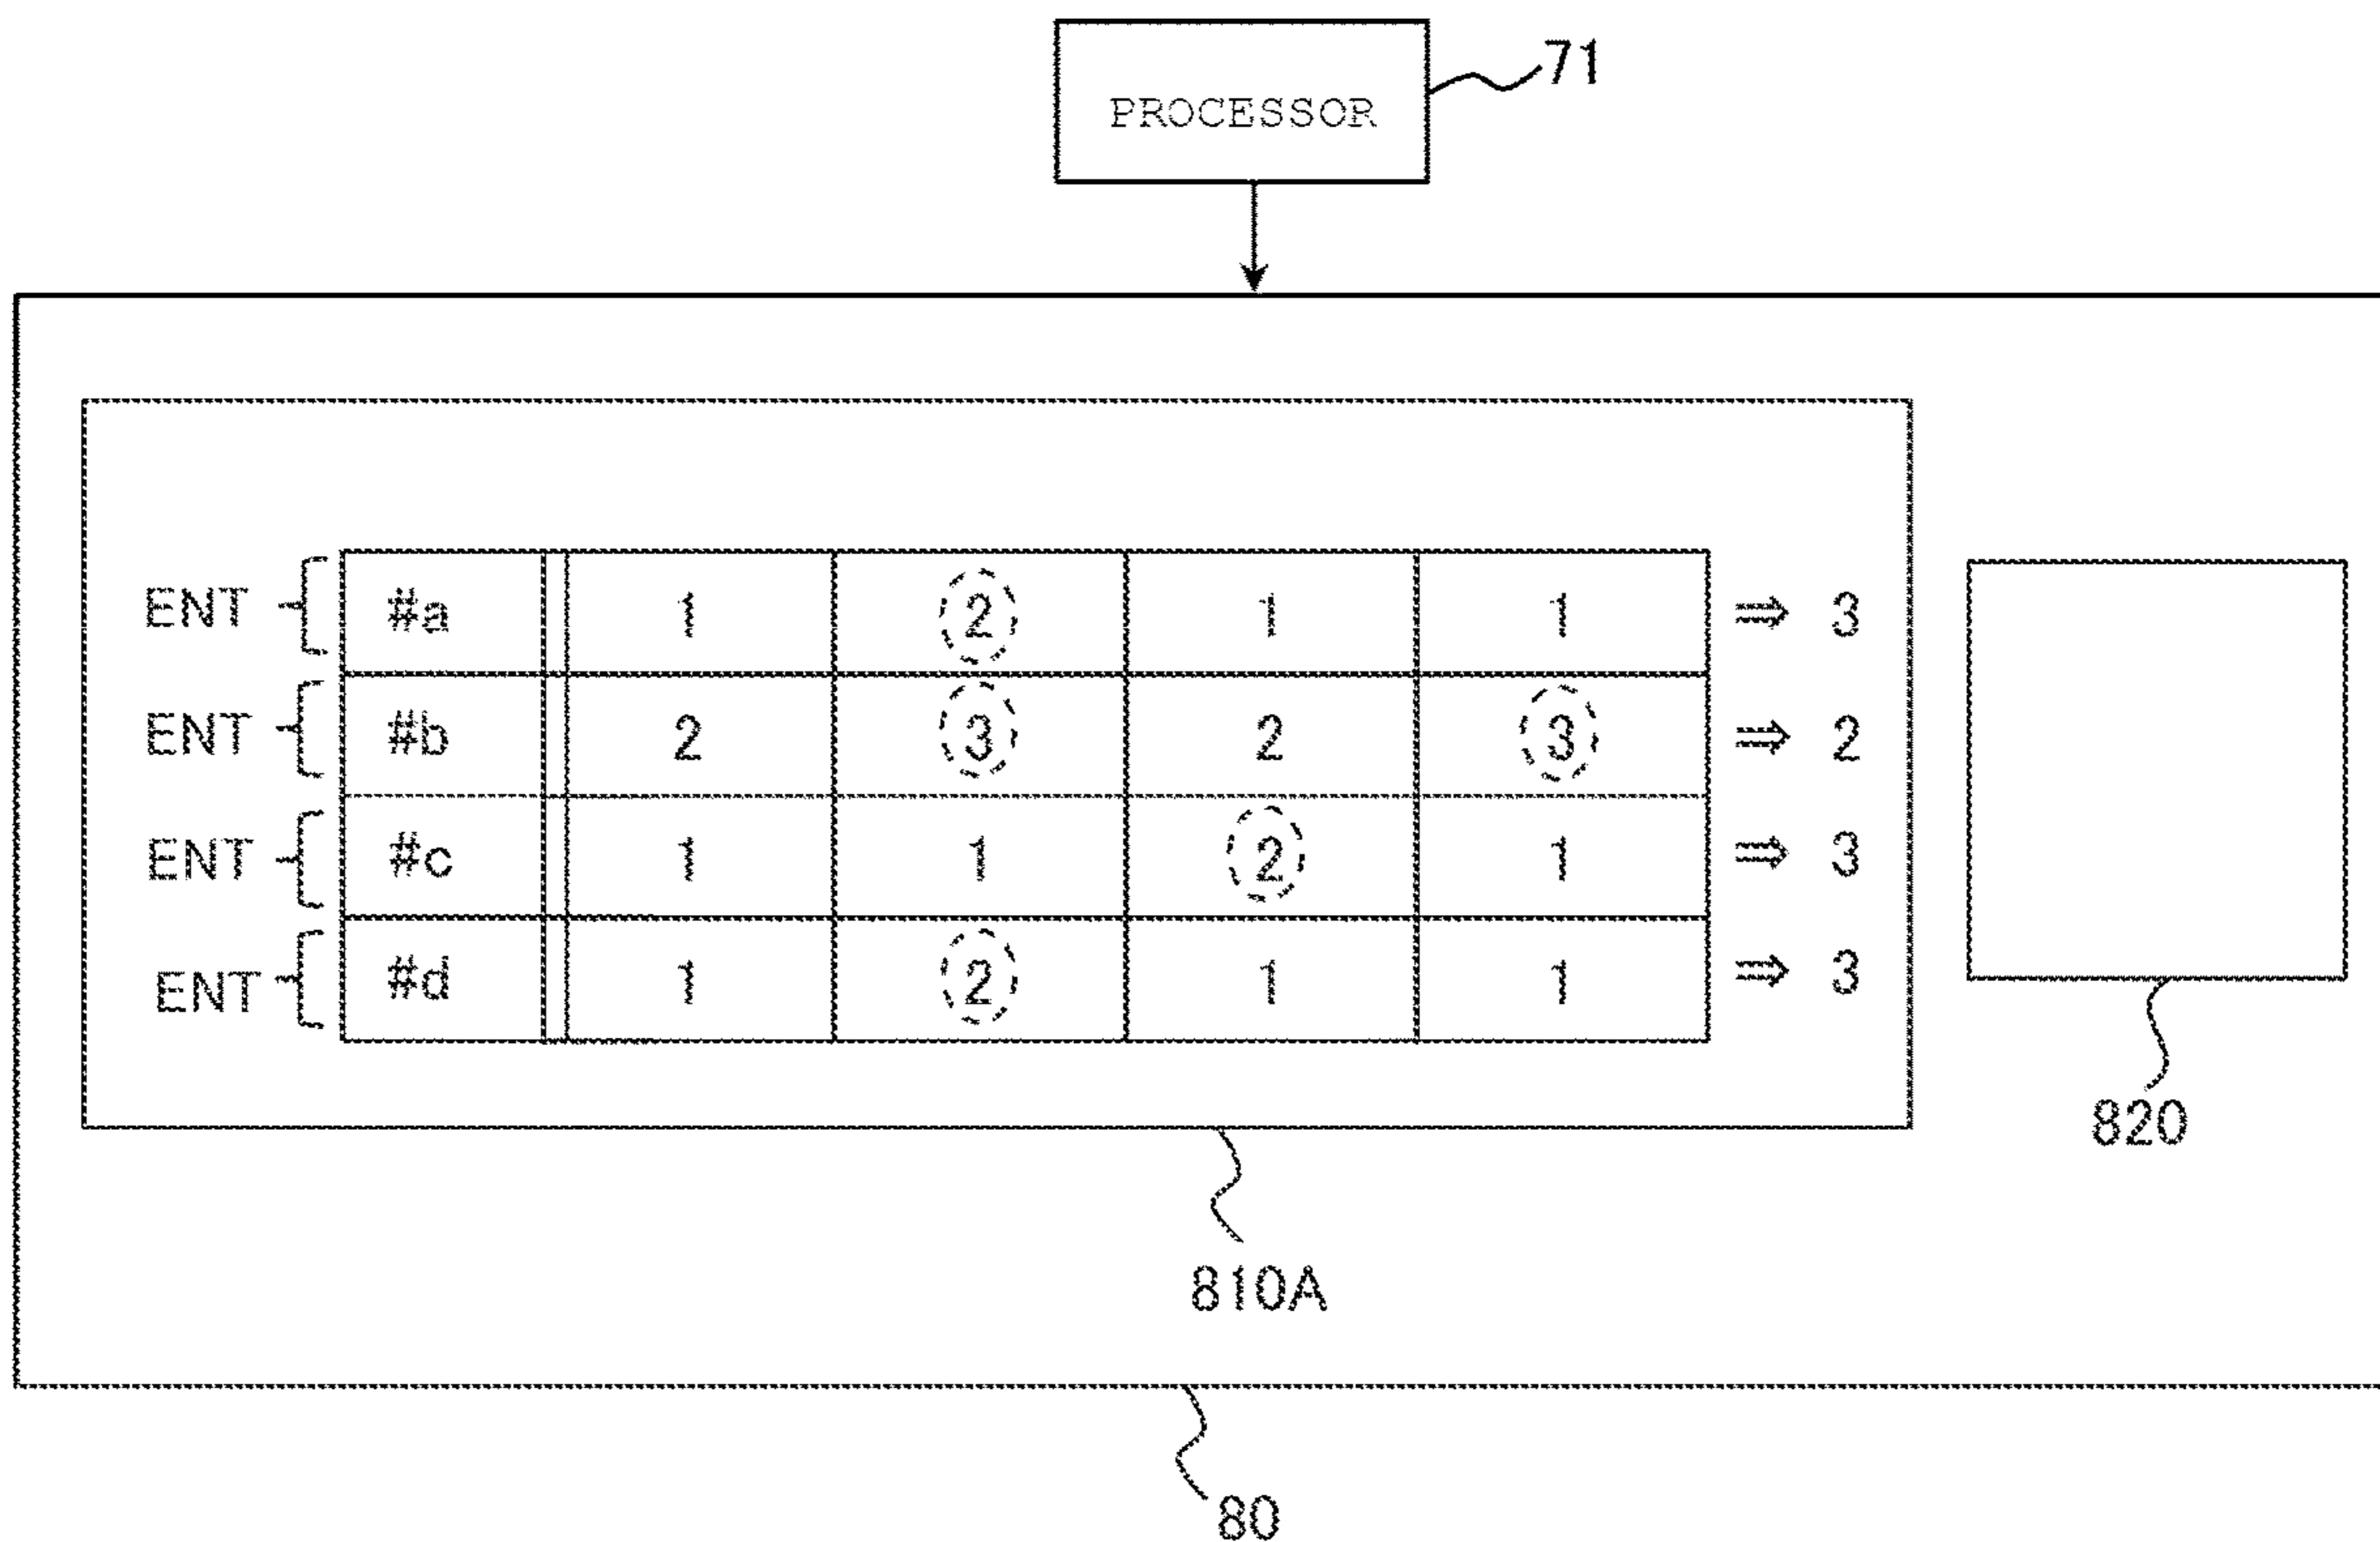 71
PROCESSOR
ENT #a 1 2 1 1 ⇒ 3
ENT #b 2 3 2 3 ⇒ 2
ENT #c 1 1 2 1 ⇒ 3
ENT #d 1 2 1 1 ⇒ 3
820
810A
80